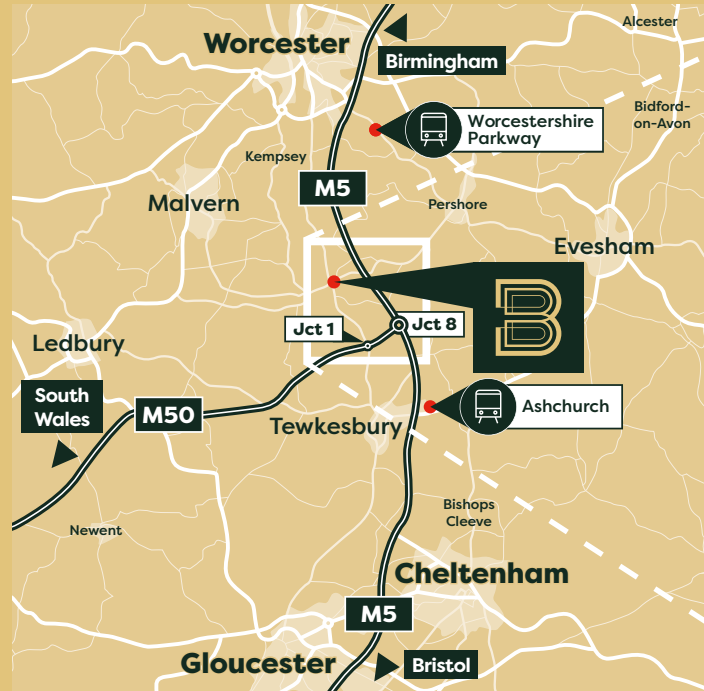 Alcester
Worcester
Birmingham
Bidford-
on-Avon
Worcestershire
Parkway
Kempsey
M5
Malvern
Pershore
Evesham
B
Jct 1
Jct 8
Ledbury
South
Wales
M50
Ashchurch
Tewkesbury
Bishops
Cleeve
Newent
Cheltenham
M5
Gloucester
Bristol